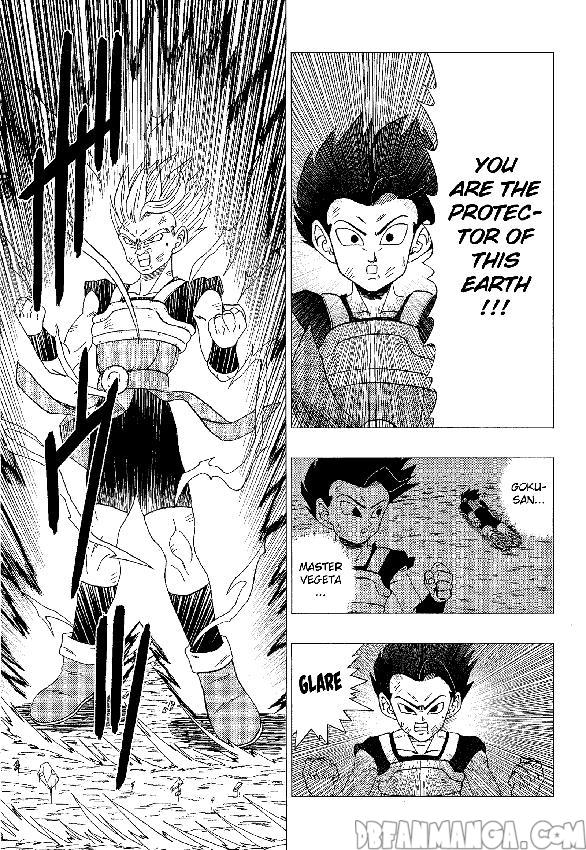 YOU
ARE THE
PROTEC-
TOR OF
THIS
EARTH
!!!
GOKU-
SAN...
MASTER
VEGETA
...
GLARE
DBFANMANGA.COM